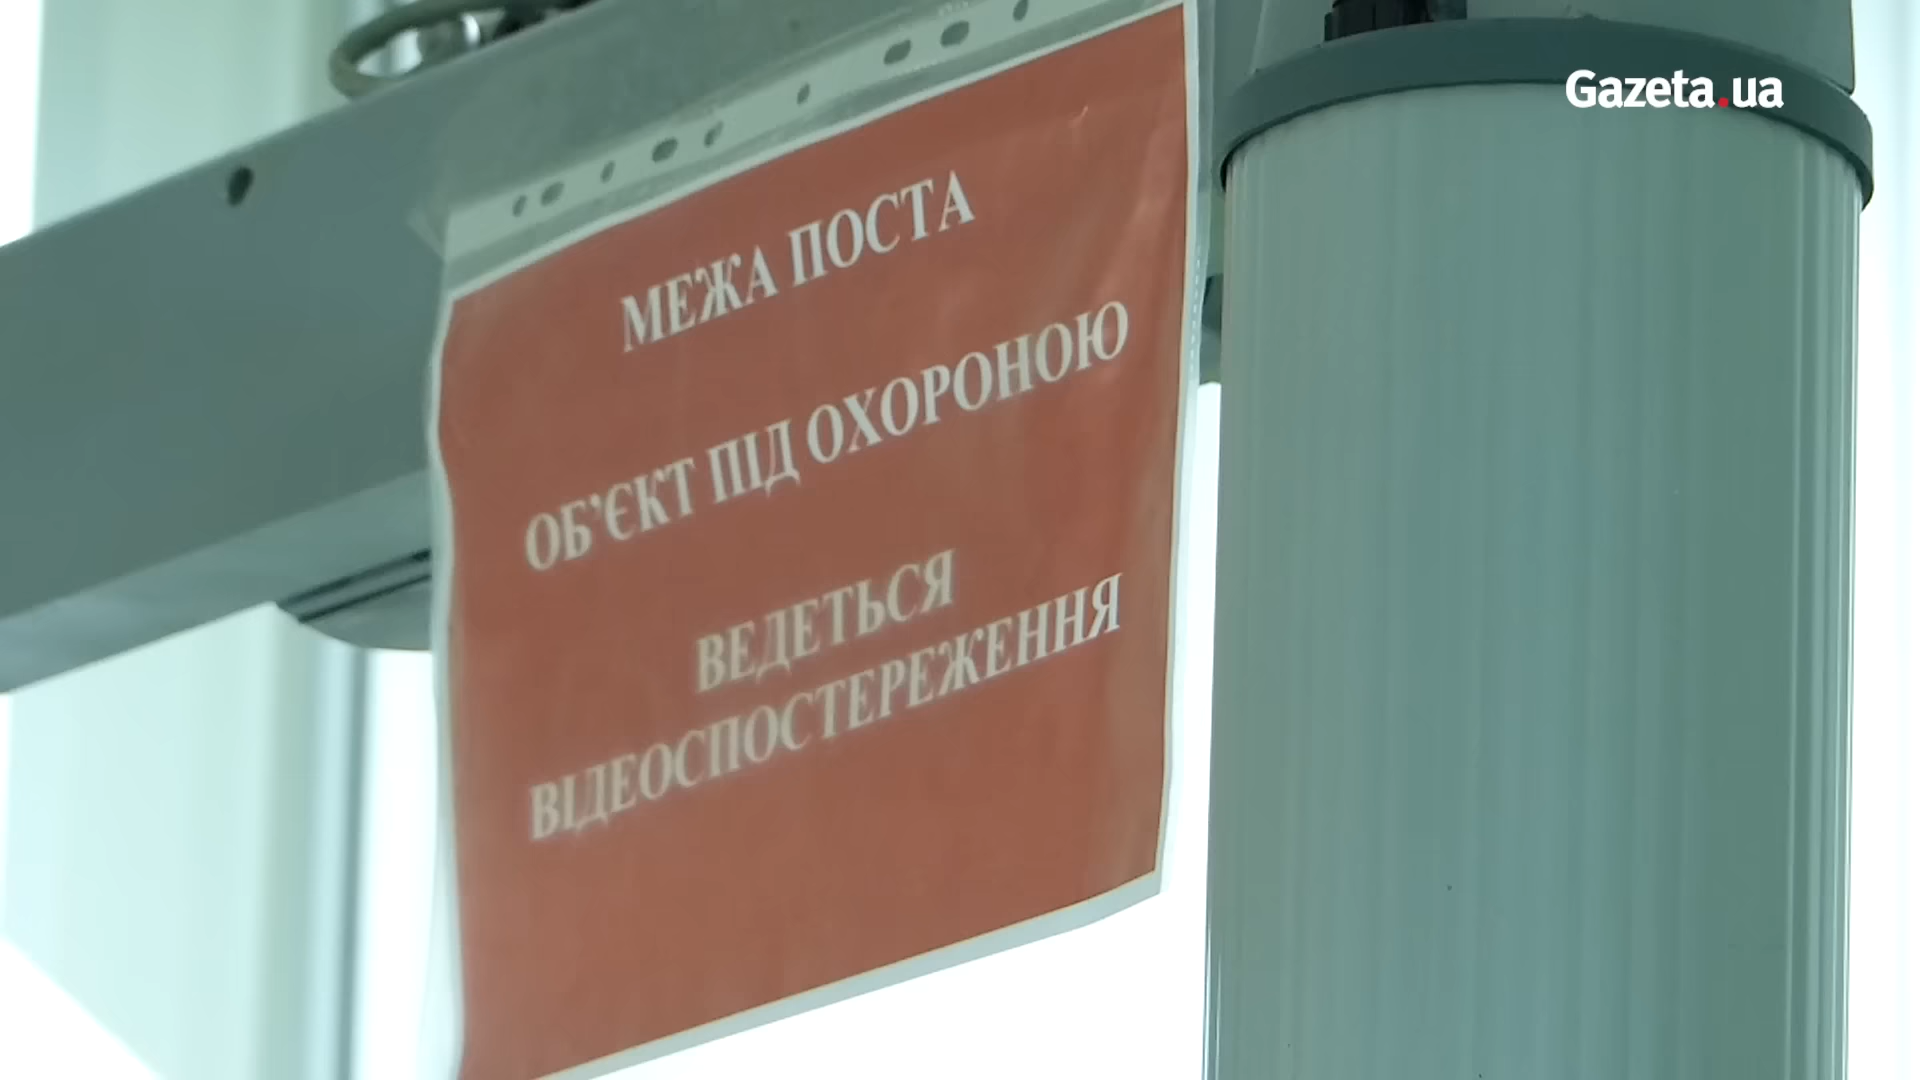 Gazeta.ua
МЕЖА ПОСТА
ОБ’ЄКТ ПІД ОХОРОНОЮ
ВЕДЕТЬСЯ
ВІДЕОСПОСТЕРЕЖЕННЯ